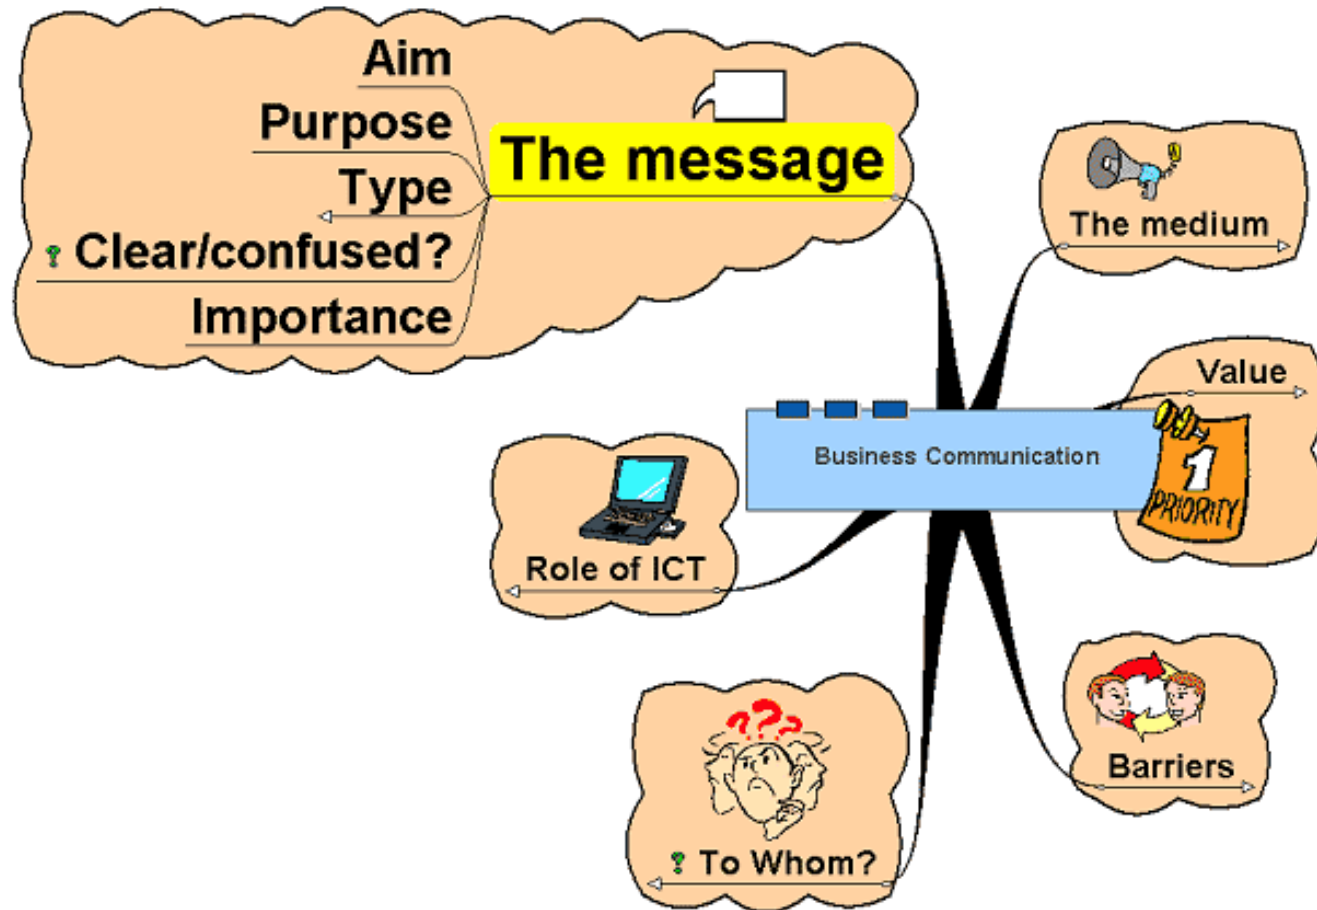 Aim
Purpose
Type
? Clear/confused?
Importance
The message
The medium
Value
Business Communication
1
PRIORITY
Role of ICT
Barriers
???
? To Whom?